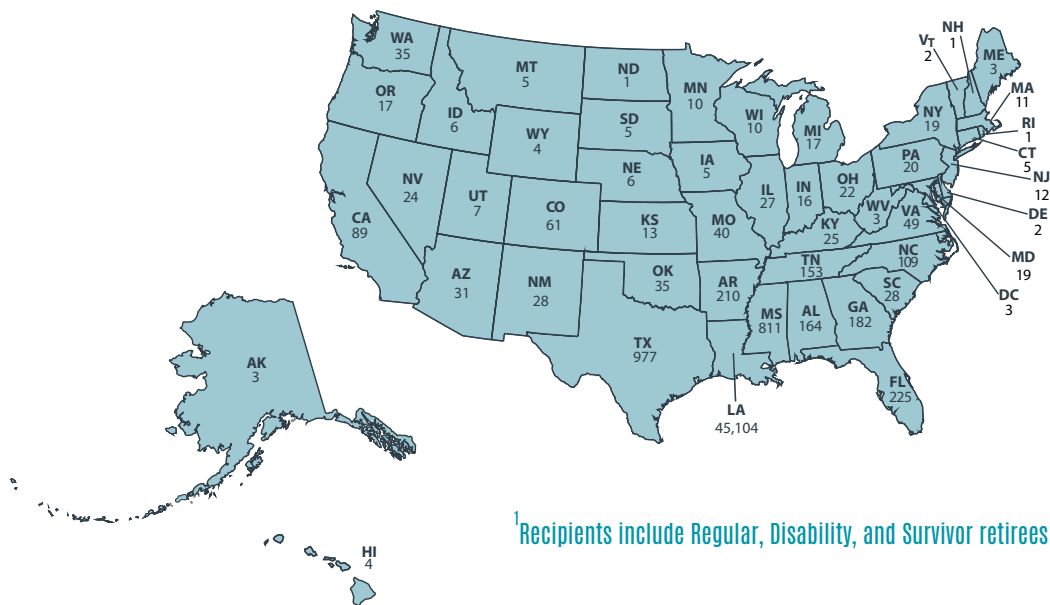 WA
35
OR
17
CA
89
NV
24
ID
6
MT
5
WY
4
UT
7
CO
61
AZ
31
NM
28
ND
1
SD
5
NE
6
KS
13
OK
35
TX
977
MN
10
IA
5
MO
40
AR
210
LA
45,104
WI
10
IL
27
MI
17
IN
16
OH
22
KY
25
TN
153
MS
811
AL
164
GA
182
FL
225
SC
28
NC
109
VA
49
WV
3
PA
20
NY
19
VT
2
NH
1
ME
3
MA
11
RI
1
CT
5
NJ
12
DE
2
MD
19
DC
3
AK
3
HI
4
¹Recipients include Regular, Disability, and Survivor retirees